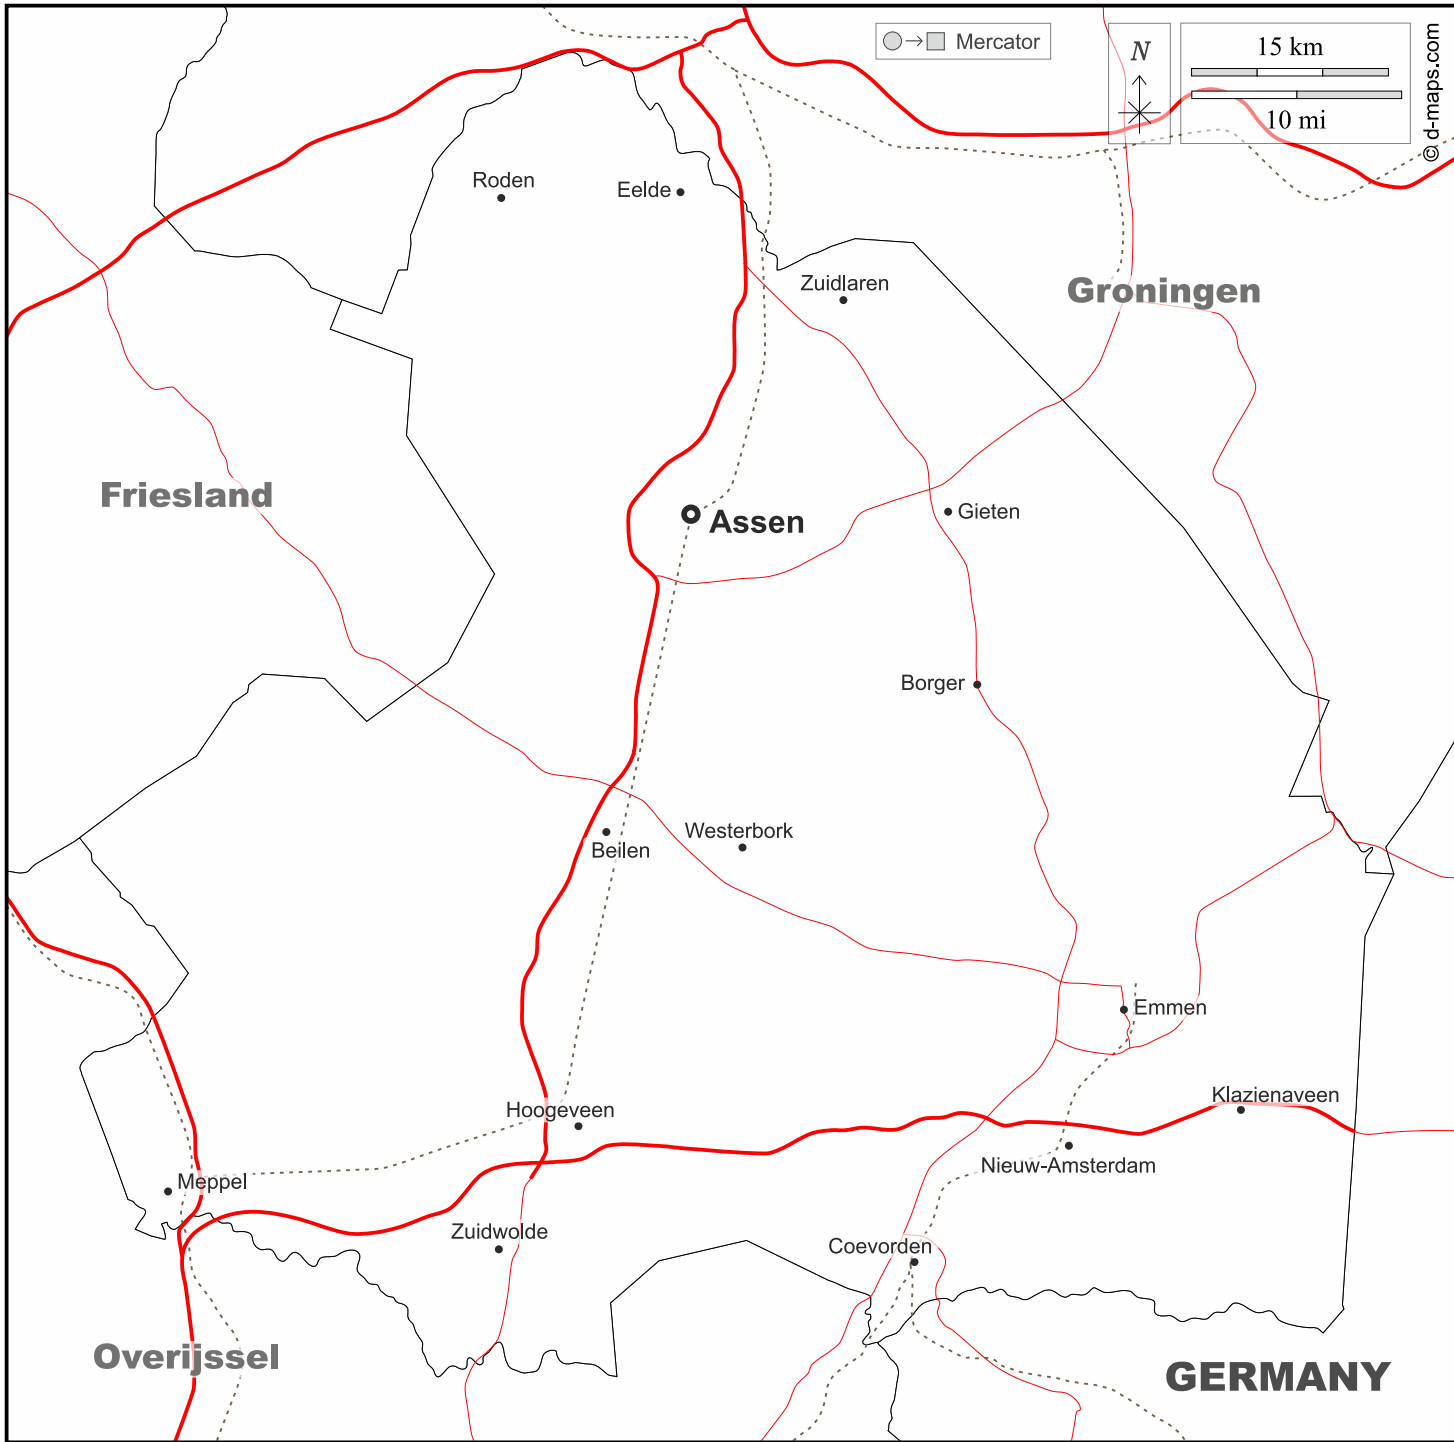 Mercator
N
15 km
10 mi
© d-maps.com
Roden
Eelde
Zuidlaren
Groningen
Friesland
Assen
Gieten
Borger
Westerbork
Beilen
Emmen
Klazienaveen
Hoogeveen
Nieuw-Amsterdam
Meppel
Zuidwolde
Coevorden
Overijssel
GERMANY